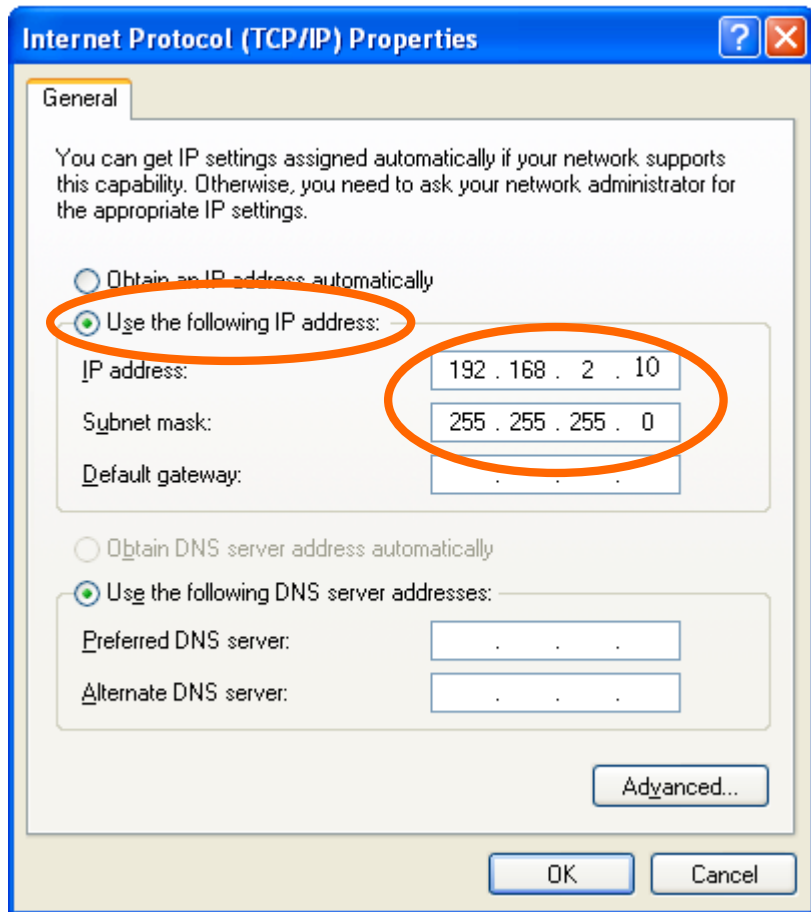 Internet Protocol (TCP/IP) Properties
General
You can get IP settings assigned automatically if your network supports
this capability. Otherwise, you need to ask your network administrator for
the appropriate IP settings.
Obtain an IP address automatically
Use the following IP address:
IP address: 192 . 168 . 2 . 10
Subnet mask: 255 . 255 . 255 . 0
Default gateway: . . .
Obtain DNS server address automatically
Use the following DNS server addresses:
Preferred DNS server: . . .
Alternate DNS server: . . .
Advanced...
OK Cancel